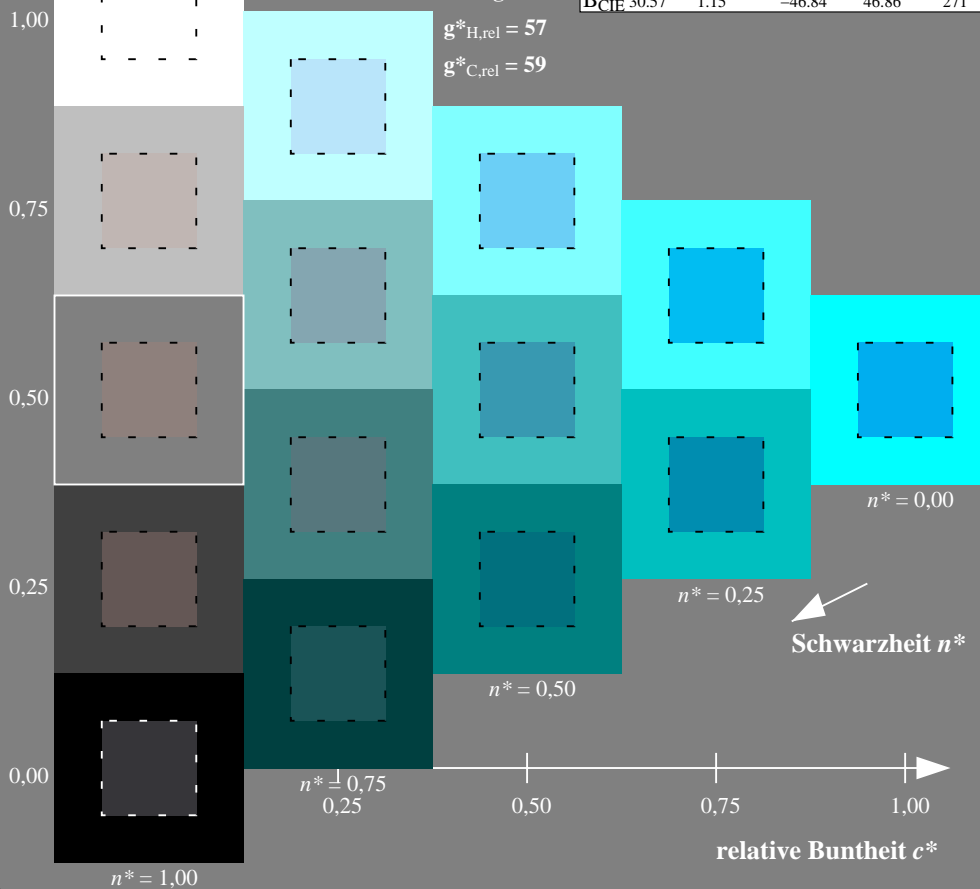 B_CIE 30.57 1.15 −46.84 46.86 271
1,00
g*_H,rel = 57
g*_C,rel = 59
0,75
0,50
n* = 0,00
0,25
n* = 0,25
Schwarzheit n*
n* = 0,50
0,00
n* = 0,75
0,25 0,50 0,75 1,00
relative Buntheit c*
n* = 1,00